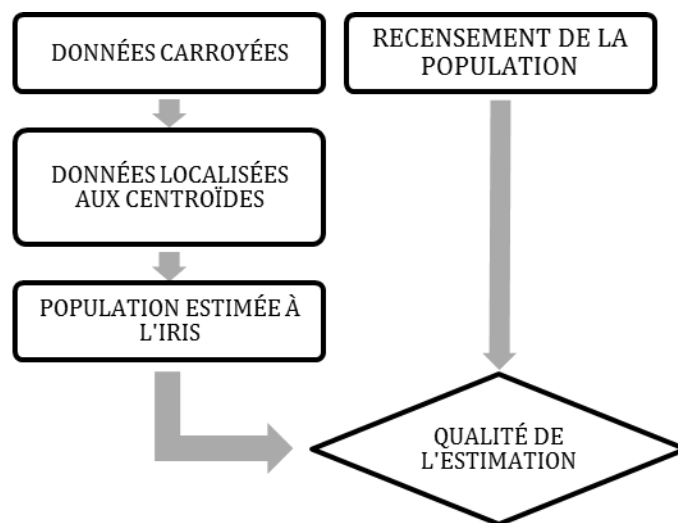 DONNÉES CARROYÉES
RECENSEMENT DE LA
POPULATION
DONNÉES LOCALISÉES
AUX CENTROÏDES
POPULATION ESTIMÉE À
L'IRIS
QUALITÉ DE
L'ESTIMATION